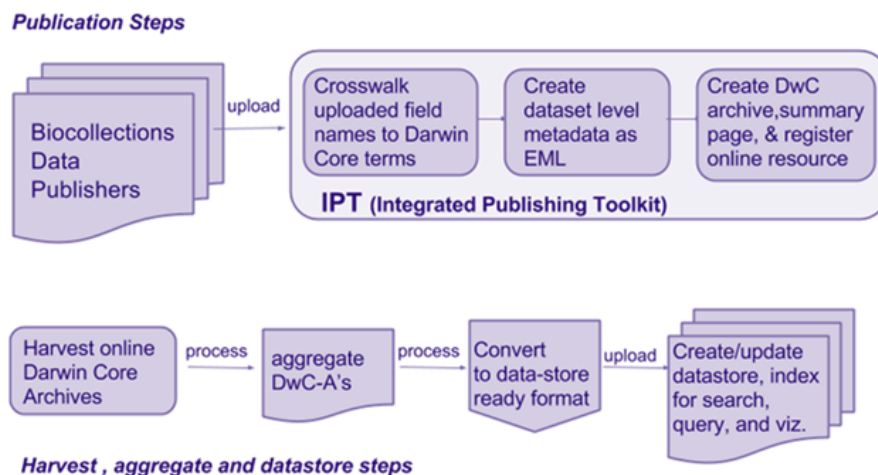 Publication Steps
Biocollections
Data
Publishers
upload
Crosswalk
uploaded field
names to Darwin
Core terms
Create
dataset level
metadata as
EML
Create DwC
archive,summary
page, & register
online resource
IPT (Integrated Publishing Toolkit)
Harvest online
Darwin Core
Archives
process
aggregate
DwC-A's
process
Convert
to data-store
ready format
upload
Create/update
datastore, index
for search,
query, and viz.
Harvest , aggregate and datastore steps